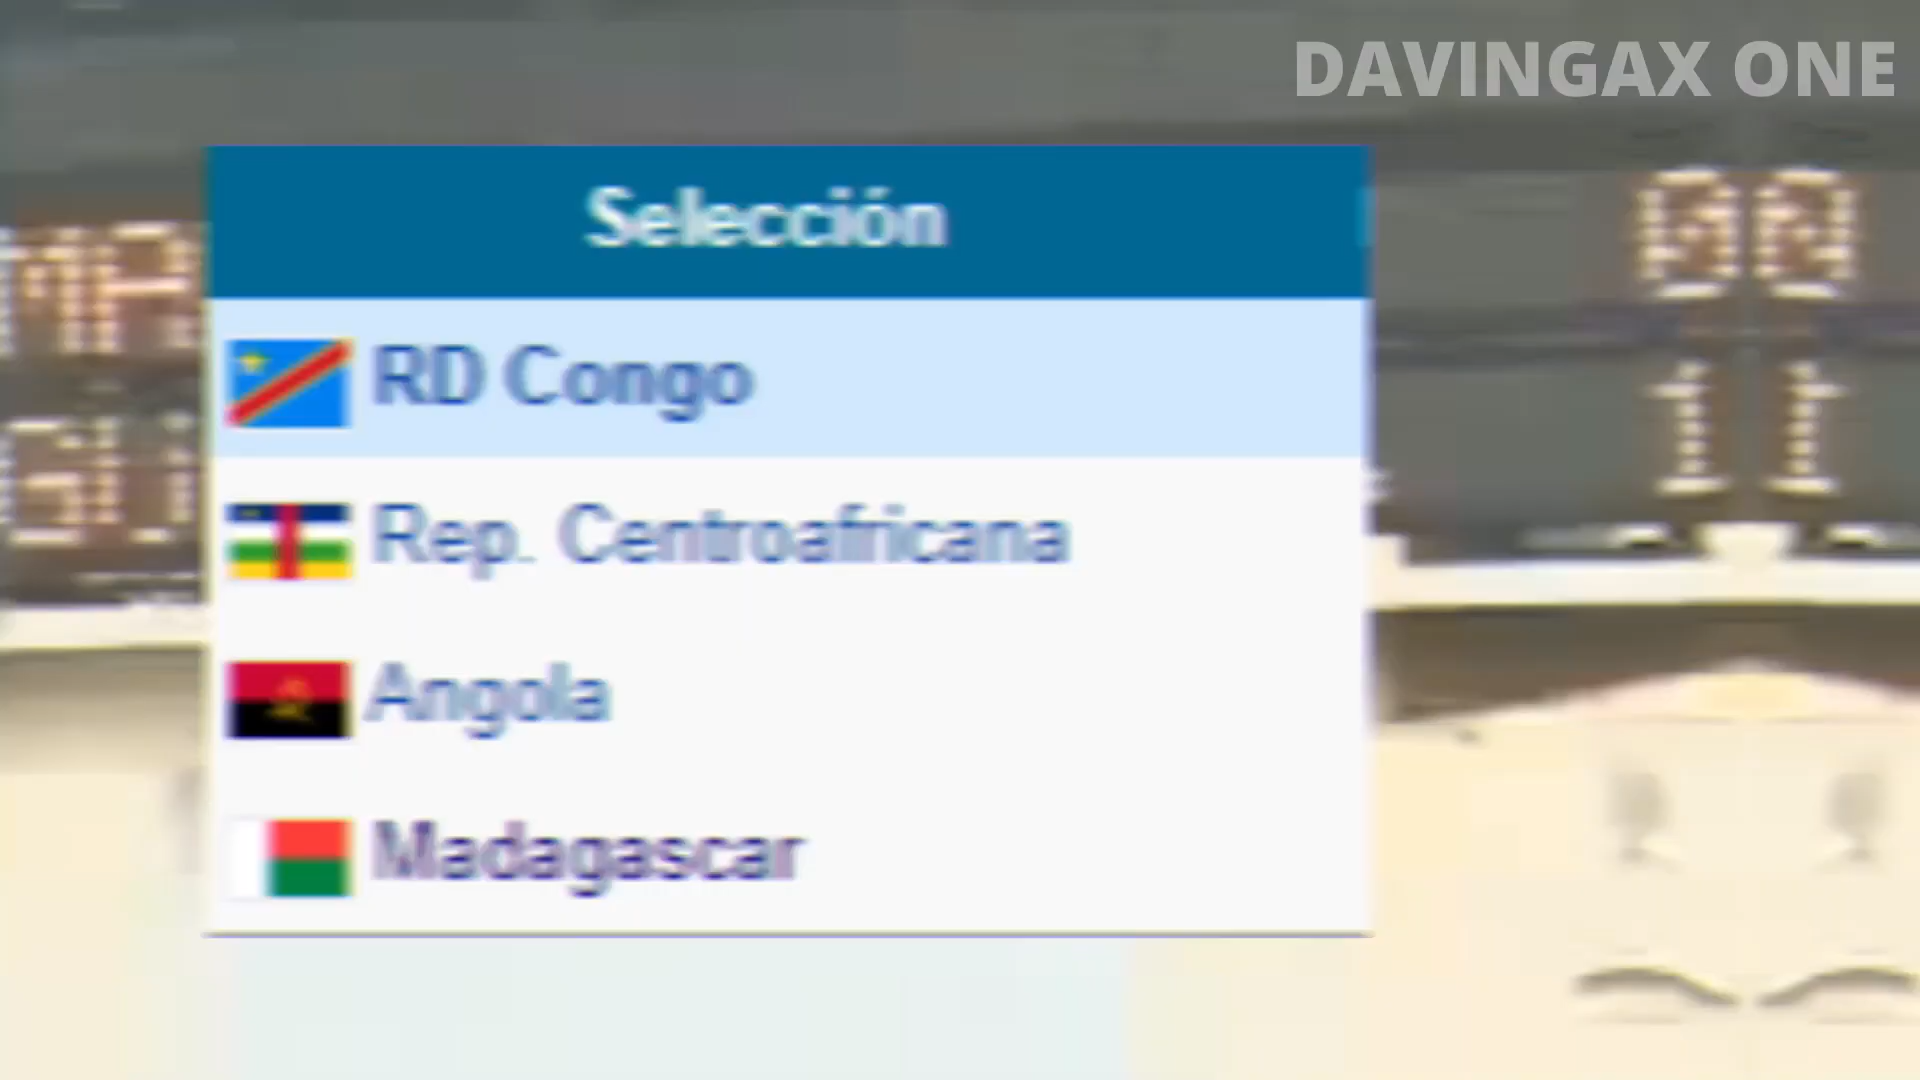 DAVINGAX ONE
Selección
RD Congo
Rep. Centroafricana
Angola
Madagascar